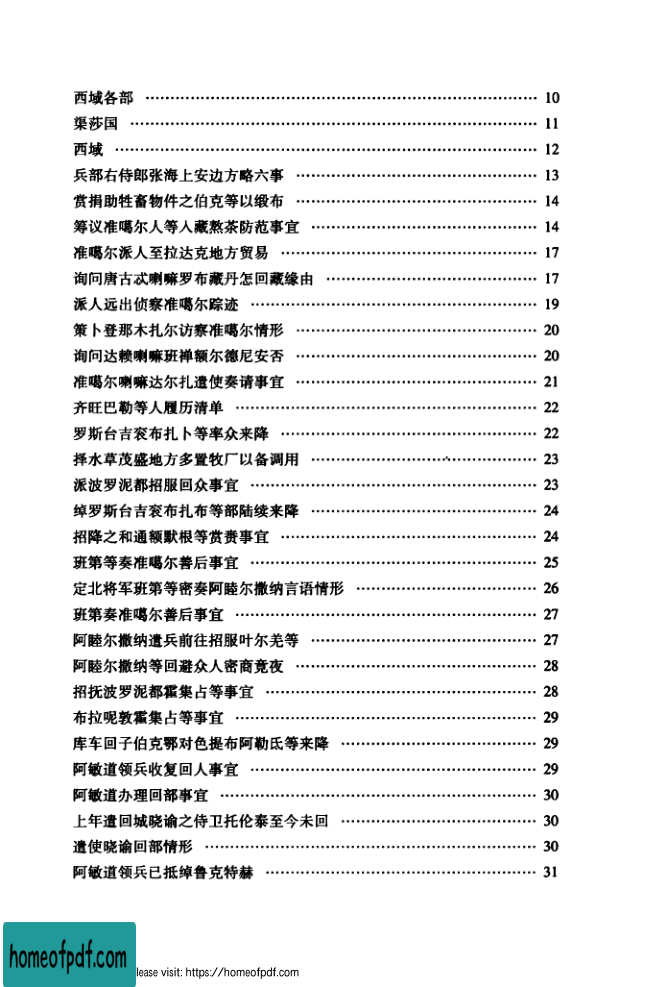 西域各部 …… 10
渠莎国 …… 11
西域 …… 12
兵部右侍郎张海上安边方略六事 …… 13
赏捐助牲畜物件之伯克等以缎布 …… 14
筹议准噶尔人等入藏熬茶防范事宜 …… 14
准噶尔派人至拉达克地方贸易 …… 17
询问唐古忒喇嘛罗布藏丹怎回藏缘由 …… 17
派人远出侦察准噶尔踪迹 …… 19
策卜登那木扎尔访察准噶尔情形 …… 20
询问达赖喇嘛班禅额尔德尼安否 …… 20
准噶尔喇嘛达尔扎遣使奏请事宜 …… 21
齐旺巴勒等人履历清单 …… 22
罗斯台吉衮布扎卜等率众来降 …… 22
择水草茂盛地方多置牧厂以备调用 …… 23
派波罗泥都招服回众事宜 …… 23
绰罗斯台吉衮布扎布等部陆续来降 …… 24
招降之和通额默根等赏赉事宜 …… 24
班第等奏准噶尔善后事宜 …… 25
定北将军班第等密奏阿睦尔撒纳言语情形 …… 26
班第奏准噶尔善后事宜 …… 27
阿睦尔撒纳遣兵前往招服叶尔羌等 …… 27
阿睦尔撒纳等回避众人密商竟夜 …… 28
招抚波罗泥都霍集占等事宜 …… 28
布拉呢敦霍集占等事宜 …… 29
库车回子伯克鄂对色提布阿勒氐等来降 …… 29
阿敏道领兵收复回人事宜 …… 29
阿敏道办理回部事宜 …… 30
上年遣回城晓谕之侍卫托伦泰至今未回 …… 30
遣使晓谕回部情形 …… 30
阿敏道领兵已抵绰鲁克特赫 …… 31
homeofpdf.com
lease visit: https://homeofpdf.com